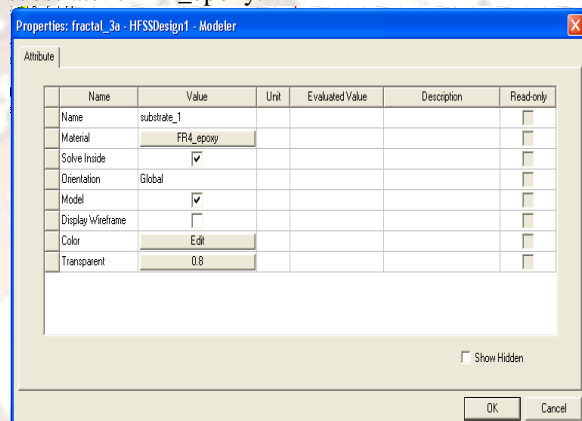 Properties: fractal_3a - HFSSDesign1 - Modeler
Attribute
Name Value Unit Evaluated Value Description Read-only
Name substrate_1
Material FR4_epoxy
Solve Inside
Orientation Global
Model
Display Wireframe
Color Edit
Transparent 0.8
Show Hidden
OK Cancel